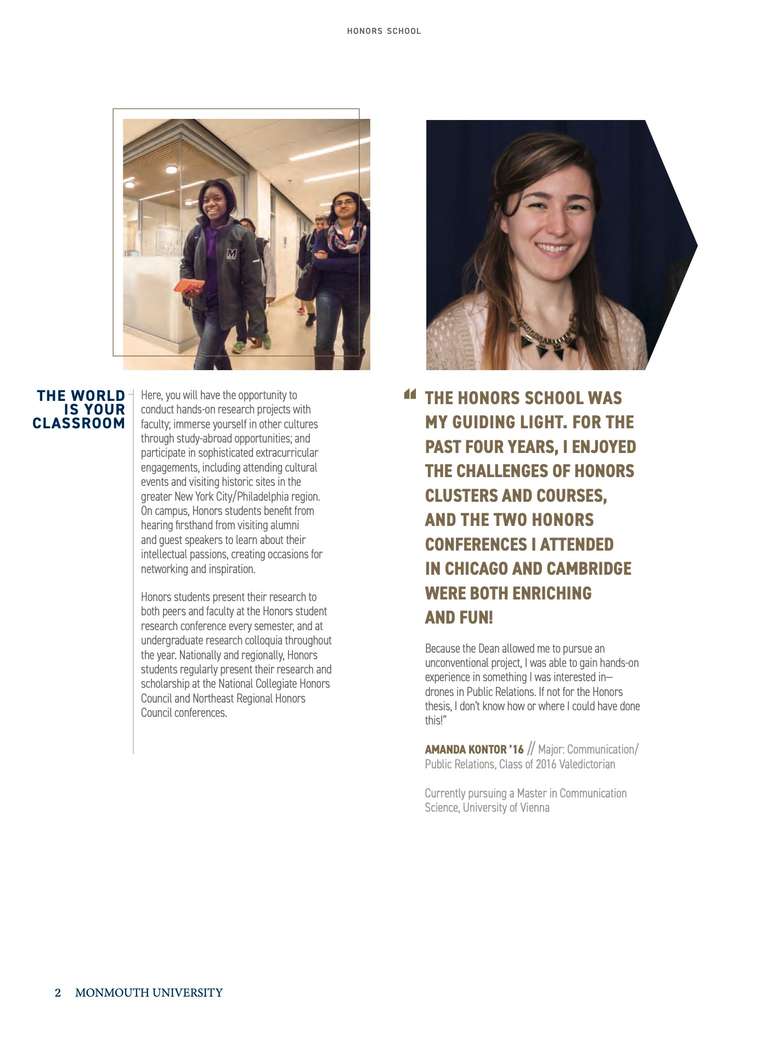 HONORS SCHOOL
THE WORLD
IS YOUR
CLASSROOM
Here, you will have the opportunity to
conduct hands-on research projects with
faculty; immerse yourself in other cultures
through study-abroad opportunities; and
participate in sophisticated extracurricular
engagements, including attending cultural
events and visiting historic sites in the
greater New York City/Philadelphia region.
On campus, Honors students benefit from
hearing firsthand from visiting alumni
and guest speakers to learn about their
intellectual passions, creating occasions for
networking and inspiration.
Honors students present their research to
both peers and faculty at the Honors student
research conference every semester, and at
undergraduate research colloquia throughout
the year. Nationally and regionally, Honors
students regularly present their research and
scholarship at the National Collegiate Honors
Council and Northeast Regional Honors
Council conferences.
“ THE HONORS SCHOOL WAS
MY GUIDING LIGHT. FOR THE
PAST FOUR YEARS, I ENJOYED
THE CHALLENGES OF HONORS
CLUSTERS AND COURSES,
AND THE TWO HONORS
CONFERENCES I ATTENDED
IN CHICAGO AND CAMBRIDGE
WERE BOTH ENRICHING
AND FUN!
Because the Dean allowed me to pursue an
unconventional project, I was able to gain hands-on
experience in something I was interested in—
drones in Public Relations. If not for the Honors
thesis, I don't know how or where I could have done
this!”
AMANDA KONTOR ’16 // Major: Communication/
Public Relations, Class of 2016 Valedictorian
Currently pursuing a Master in Communication
Science, University of Vienna
2 MONMOUTH UNIVERSITY